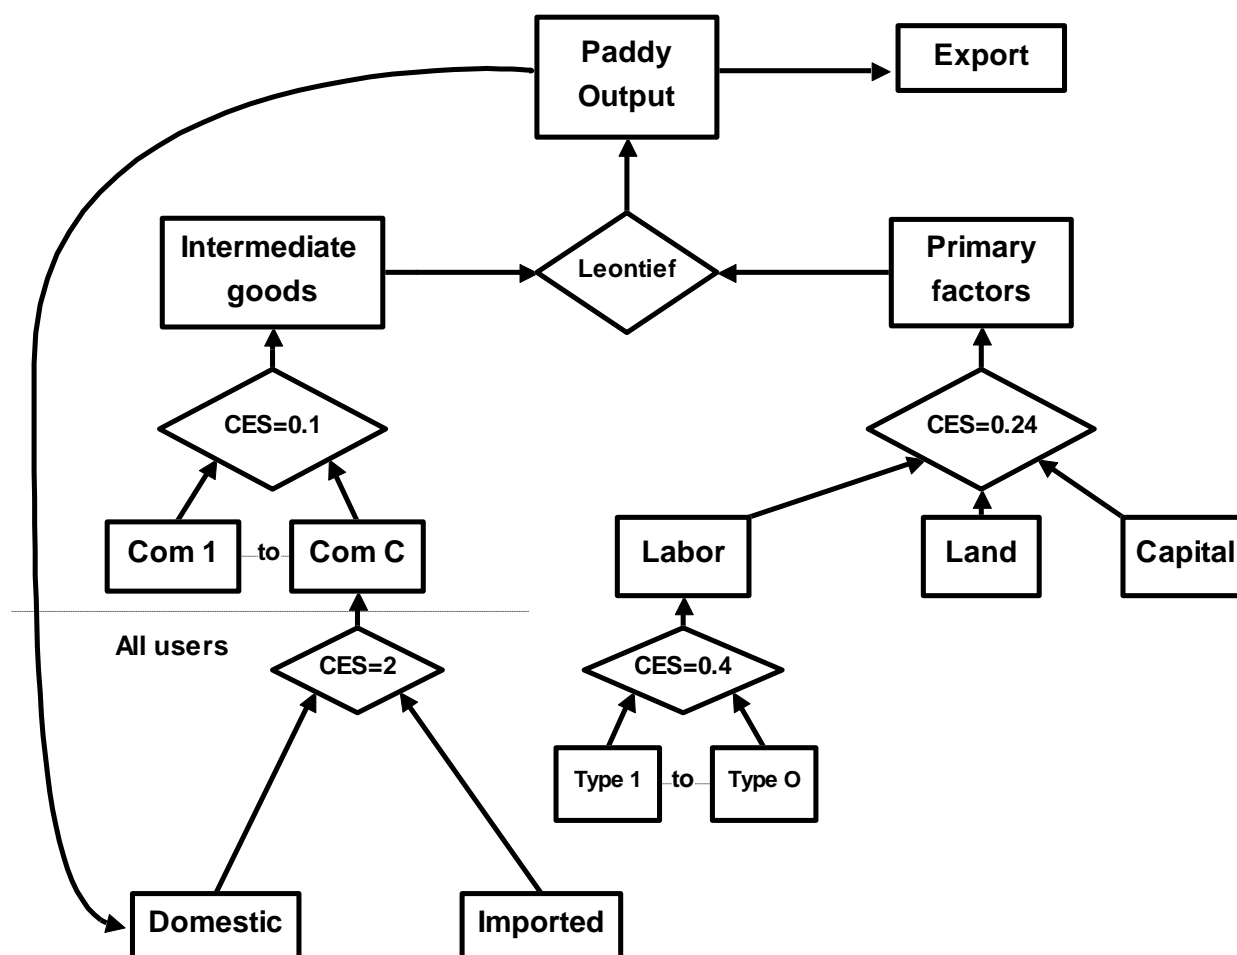 Paddy
Output
Export
Intermediate
goods
Leontief
Primary
factors
CES=0.1
CES=0.24
Com 1
to
Com C
Labor
Land
Capital
All users
CES=2
CES=0.4
Type 1
to
Type O
Domestic
Imported